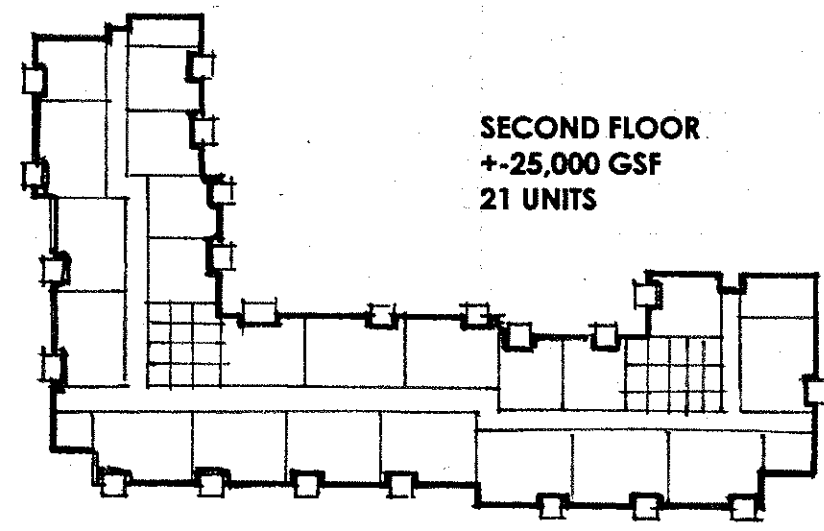 SECOND FLOOR
+-25,000 GSF
21 UNITS